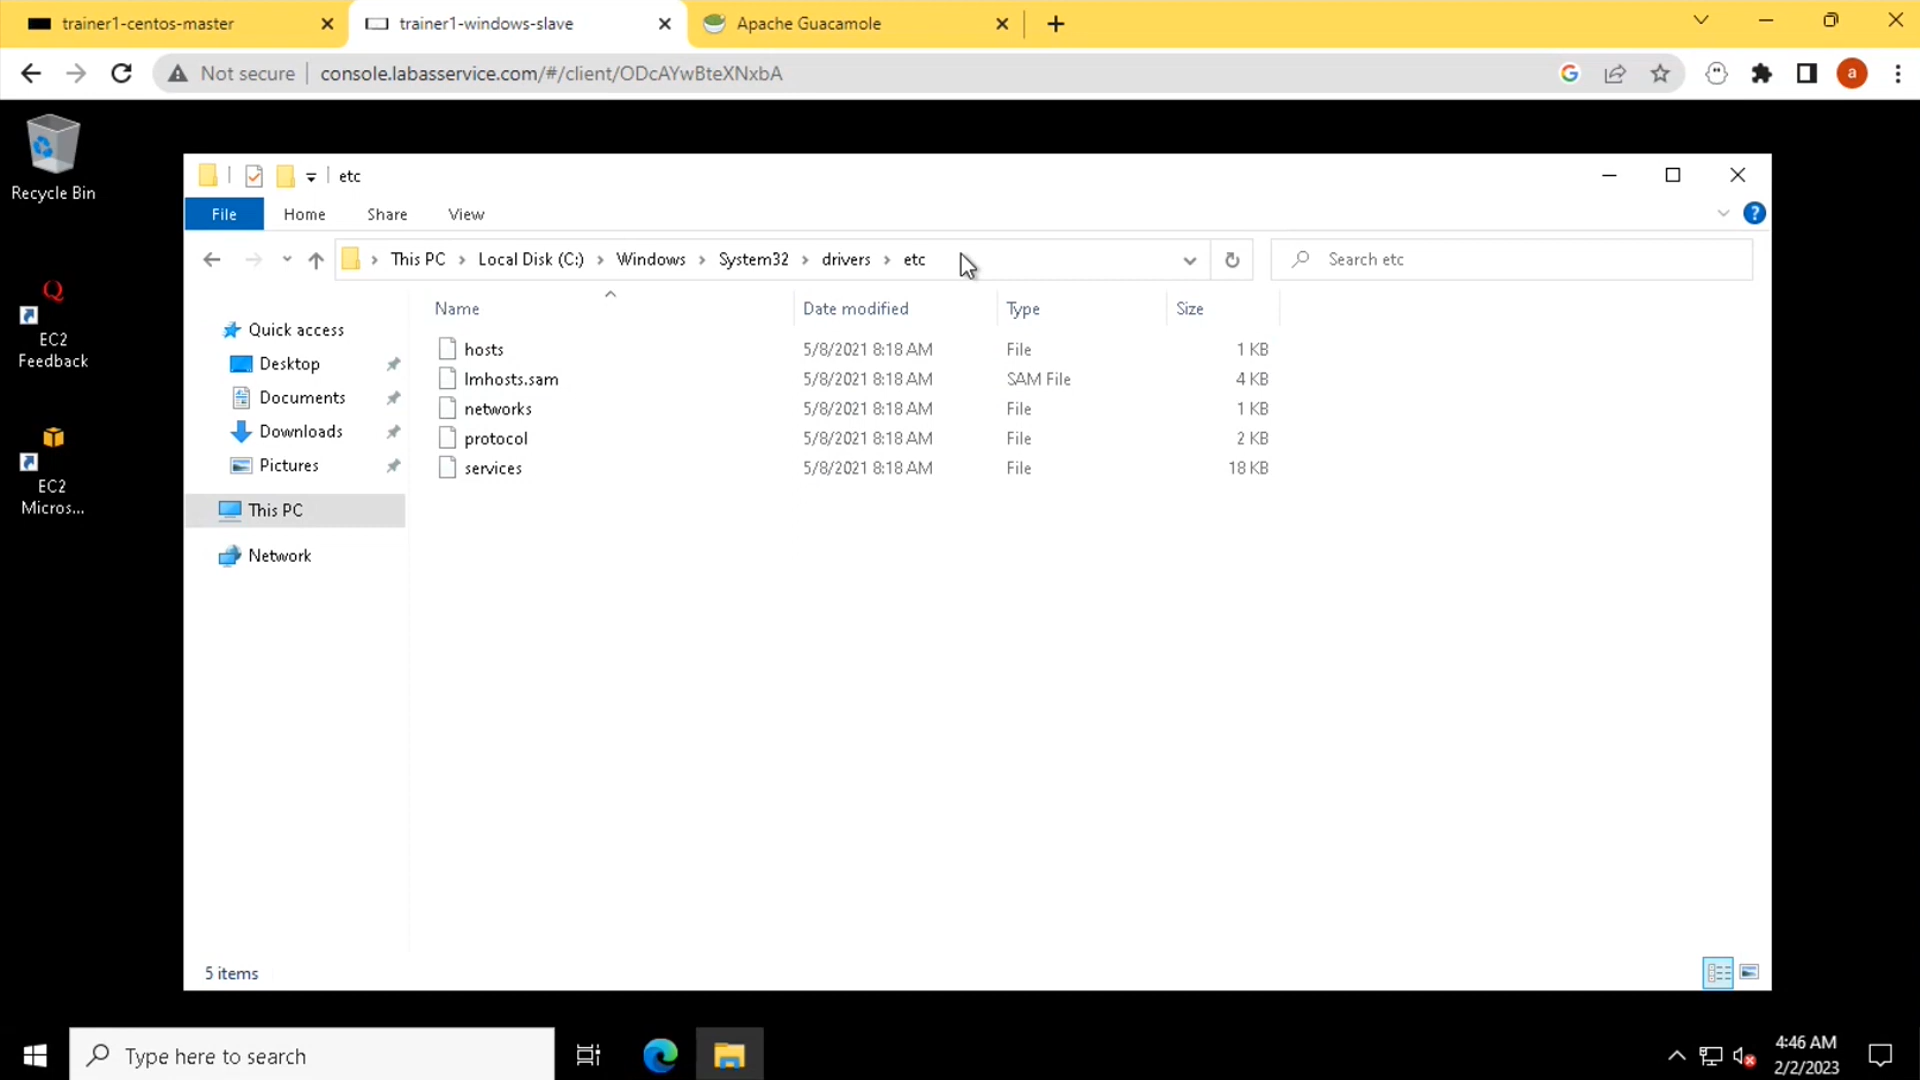 trainer1-centos-master
trainer1-windows-slave
Apache Guacamole
Not secure
console.labasservice.com/#/client/ODcAYwBteXNxbA
a
Recycle Bin
EC2
Feedback
EC2
Micros...
etc
File
Home
Share
View
This PC
Local Disk (C:)
Windows
System32
drivers
etc
Search etc
Quick access
Desktop
Documents
Downloads
Pictures
This PC
Network
Name Date modified Type Size
hosts 5/8/2021 8:18 AM File 1 KB
lmhosts.sam 5/8/2021 8:18 AM SAM File 4 KB
networks 5/8/2021 8:18 AM File 1 KB
protocol 5/8/2021 8:18 AM File 2 KB
services 5/8/2021 8:18 AM File 18 KB
5 items
Type here to search
4:46 AM
2/2/2023